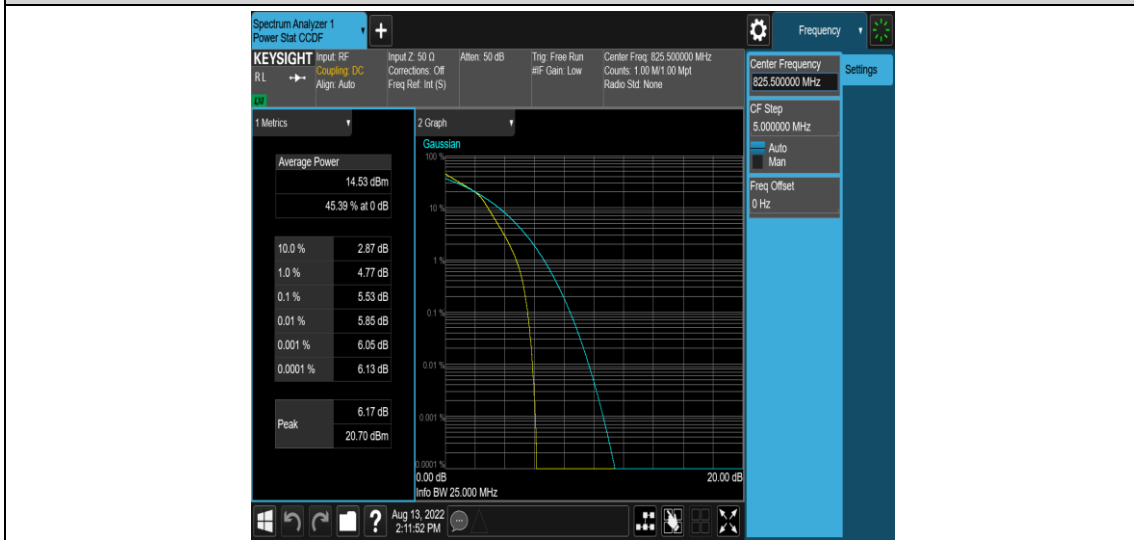 Spectrum Analyzer 1
Power Stat CCDF
Frequency
KEYSIGHT
RL
Input: RF
Coupling: DC
Align: Auto
Input Z: 50 Ω
Corrections: Off
Freq Ref: Int (S)
Atten: 50 dB
Trig: Free Run
#IF Gain: Low
Center Freq: 825.500000 MHz
Counts: 1.00 M/1.00 Mpt
Radio Std: None
Center Frequency
825.500000 MHz
Settings
CF Step
5.000000 MHz
Auto
Man
Freq Offset
0 Hz
1 Metrics
Average Power
14.53 dBm
45.39 % at 0 dB
10.0 % 2.87 dB
1.0 % 4.77 dB
0.1 % 5.53 dB
0.01 % 5.85 dB
0.001 % 6.05 dB
0.0001 % 6.13 dB
Peak
6.17 dB
20.70 dBm
2 Graph
Gaussian
100 %
10 %
1 %
0.1 %
0.01 %
0.001 %
0.0001 %
0.00 dB 20.00 dB
Info BW 25.000 MHz
Aug 13, 2022
2:11:52 PM